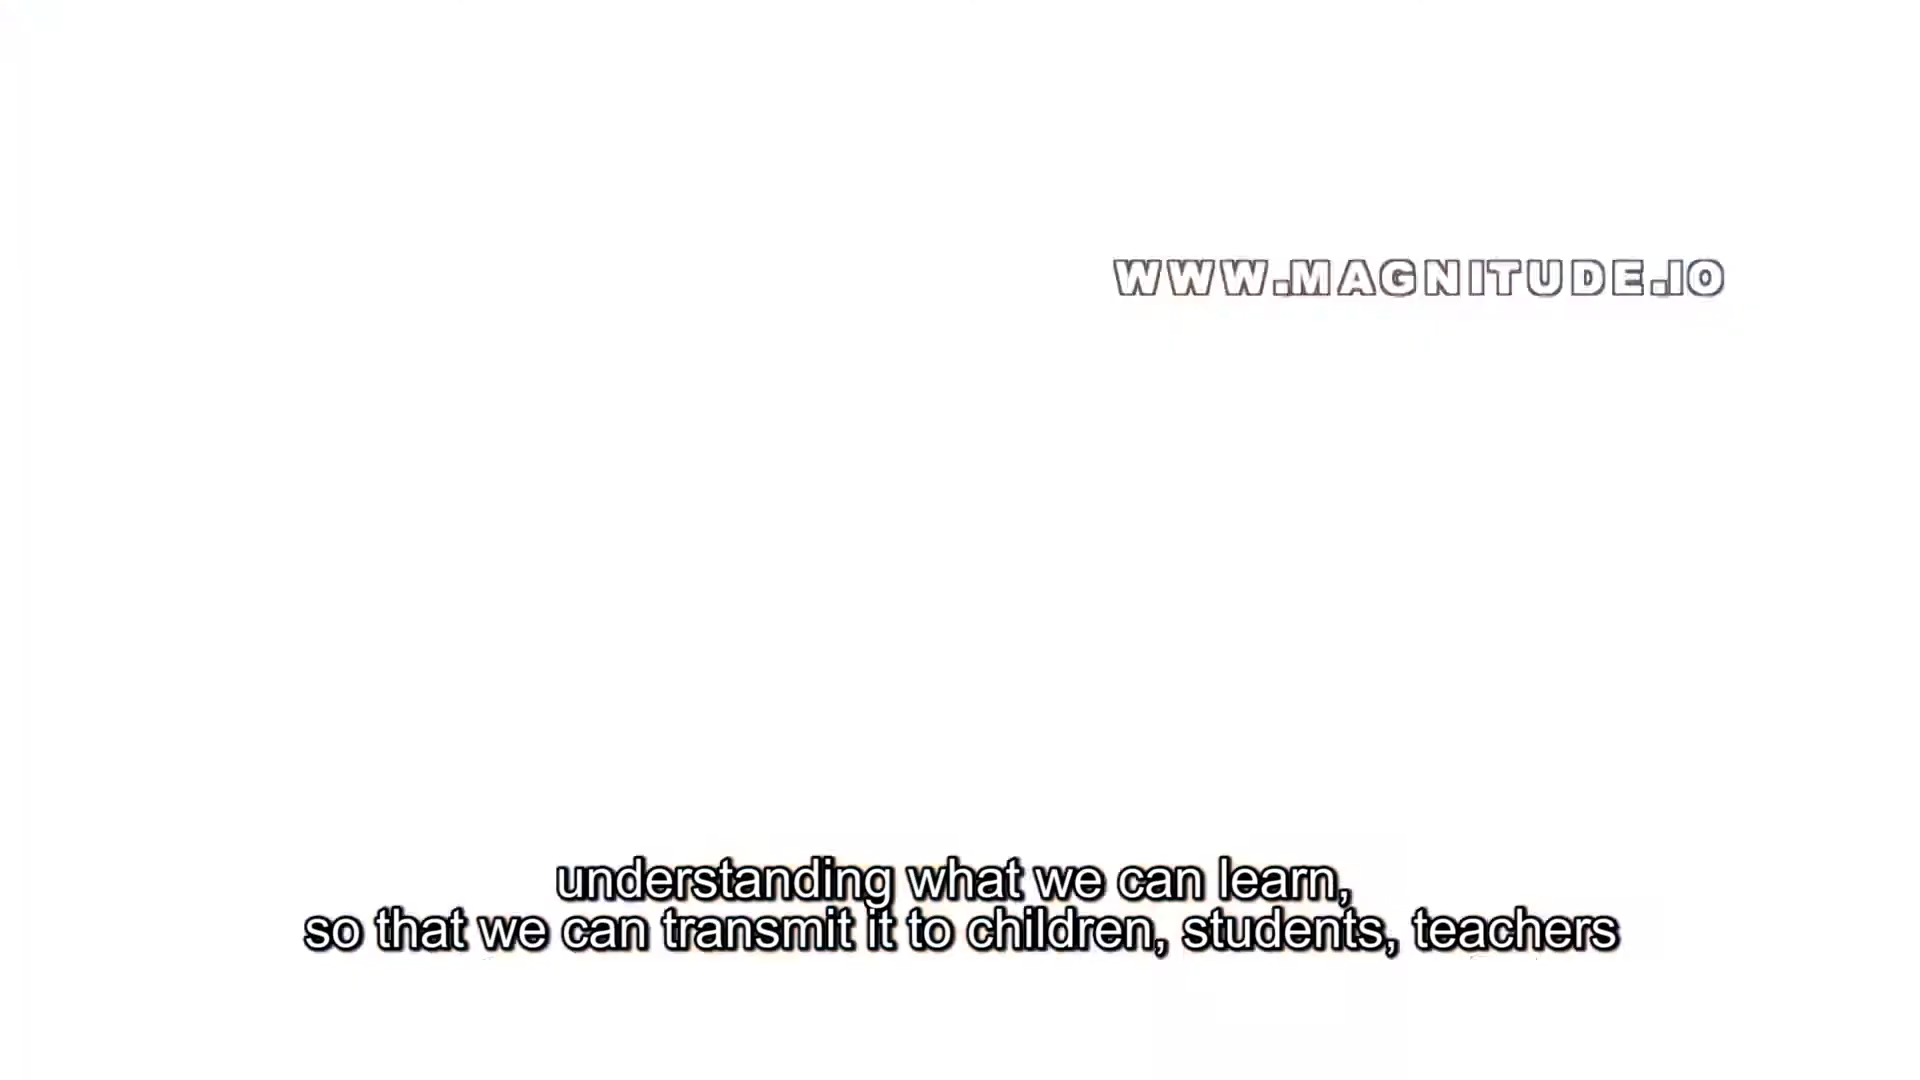 WWW.MAGNITUDE.IO
understanding what we can learn,
so that we can transmit it to children, students, teachers